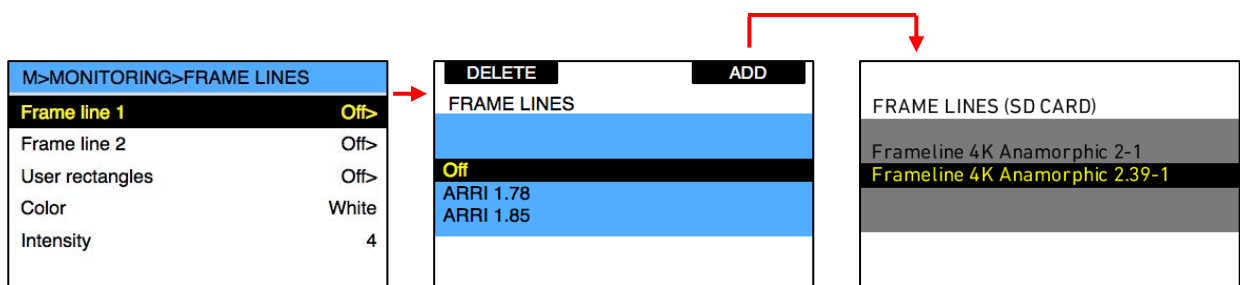 M>MONITORING>FRAME LINES
Frame line 1 Off>
Frame line 2 Off>
User rectangles Off>
Color White
Intensity 4
DELETE ADD
FRAME LINES
Off
ARRI 1.78
ARRI 1.85
FRAME LINES (SD CARD)
Frameline 4K Anamorphic 2-1
Frameline 4K Anamorphic 2.39-1